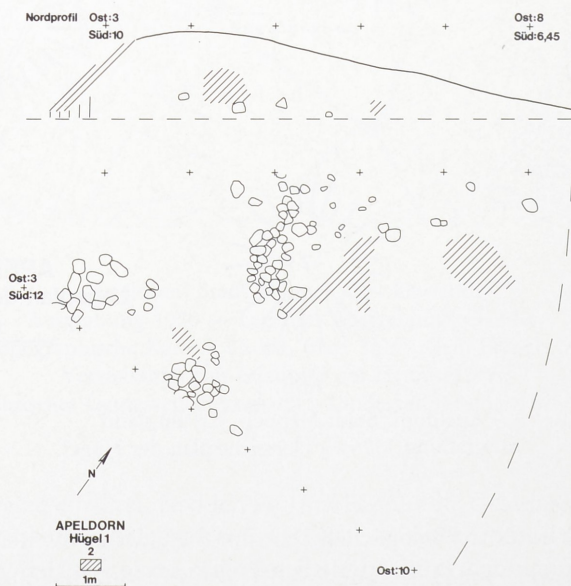 Nordprofil Ost:3
Süd:10
Ost:8
Süd:6,45
Ost:3
Süd:12
N
APELDORN
Hügel 1
2
1m
Ost:10